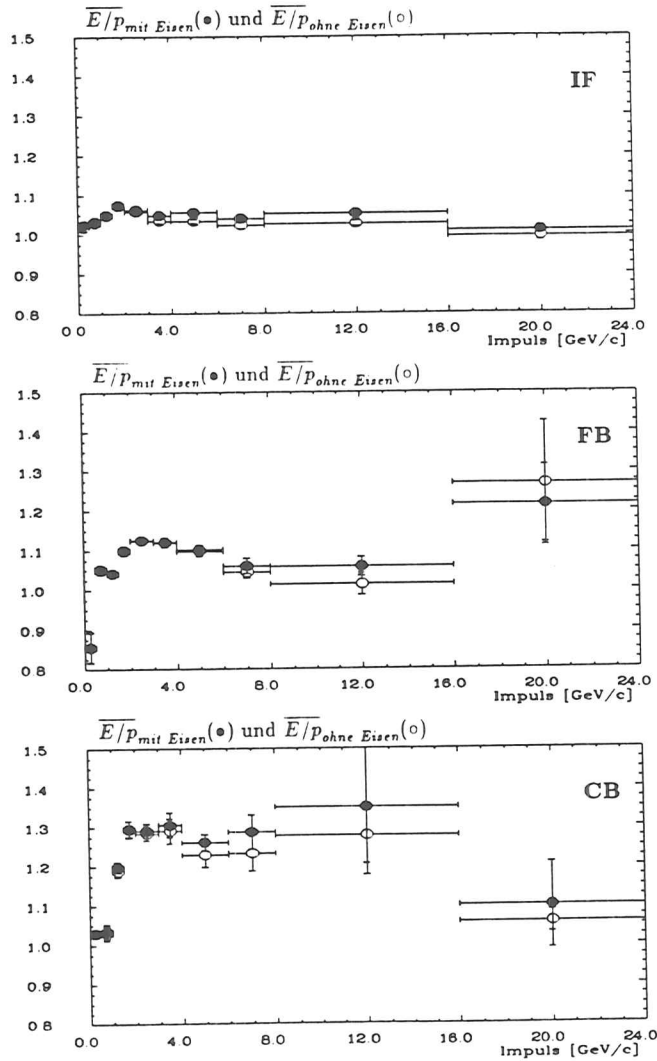 E/p mit Eisen(●) und E/p ohne Eisen(○)
1.5
IF
1.4
1.3
1.2
1.1
1.0
0.9
0.8
0.0 4.0 8.0 12.0 16.0 20.0 24.0
Impuls [GeV/c]
E/p mit Eisen(●) und E/p ohne Eisen(○)
1.5
FB
1.4
1.3
1.2
1.1
1.0
0.9
0.8
0.0 4.0 8.0 12.0 16.0 20.0 24.0
Impuls [GeV/c]
E/p mit Eisen(●) und E/p ohne Eisen(○)
1.5
CB
1.4
1.3
1.2
1.1
1.0
0.9
0.8
0.0 4.0 8.0 12.0 16.0 20.0 24.0
Impuls [GeV/c]